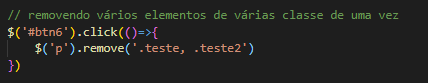 // removendo vários elementos de várias classe de uma vez
$('#btn6').click(()=>{
$('p').remove('.teste, .teste2')
})